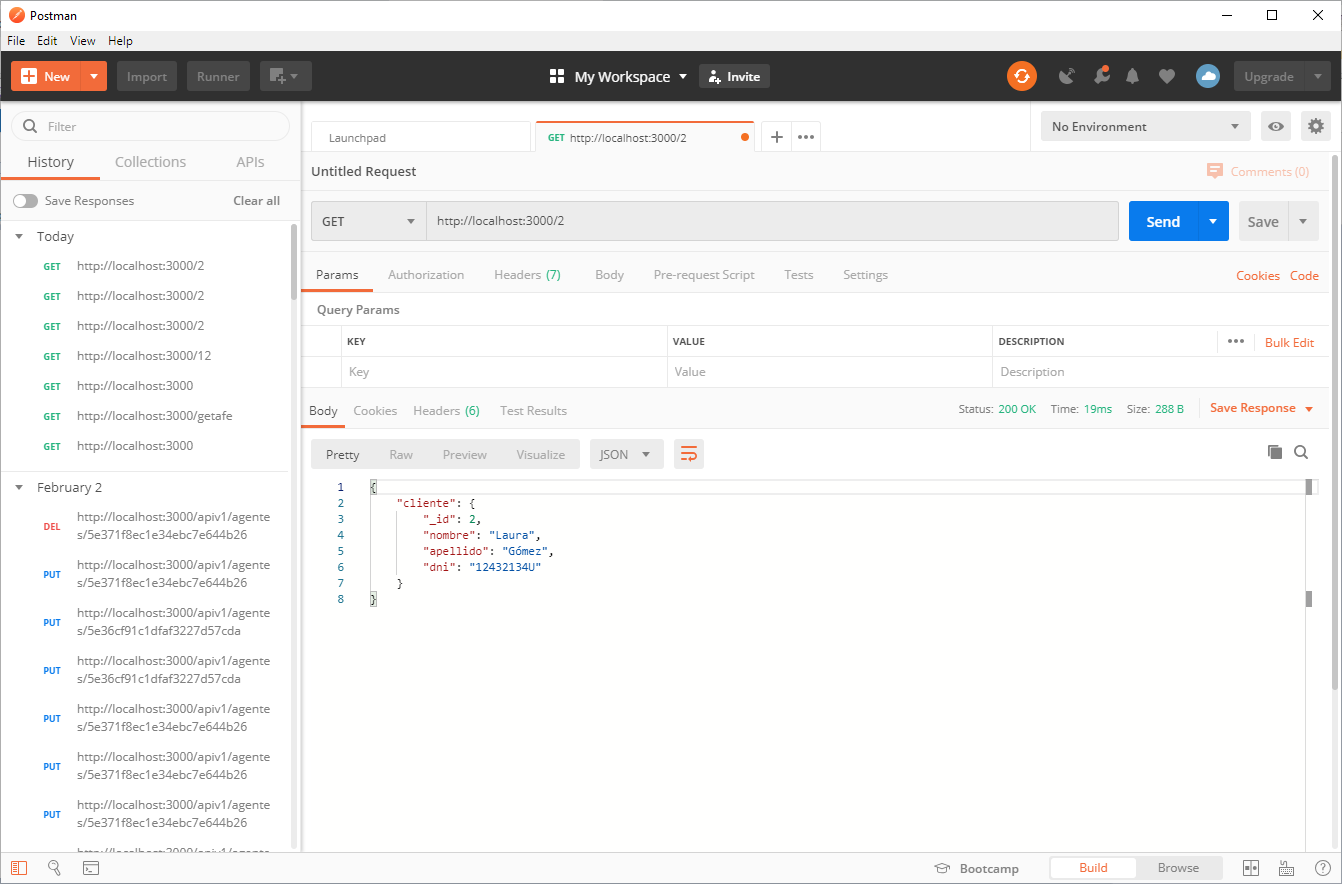 Postman
File Edit View Help
New Import Runner My Workspace Invite Upgrade
Filter
History Collections APIs
Save Responses Clear all
Today
GET http://localhost:3000/2
GET http://localhost:3000/2
GET http://localhost:3000/2
GET http://localhost:3000/12
GET http://localhost:3000
GET http://localhost:3000/getafe
GET http://localhost:3000
February 2
DEL http://localhost:3000/apiv1/agente
s/5e371f8ec1e34ebc7e644b26
PUT http://localhost:3000/apiv1/agente
s/5e371f8ec1e34ebc7e644b26
PUT http://localhost:3000/apiv1/agente
s/5e36cf91c1dfaf3227d57cda
PUT http://localhost:3000/apiv1/agente
s/5e36cf91c1dfaf3227d57cda
PUT http://localhost:3000/apiv1/agente
s/5e371f8ec1e34ebc7e644b26
PUT http://localhost:3000/apiv1/agente
s/5e371f8ec1e34ebc7e644b26
PUT http://localhost:3000/apiv1/agente
s/5e371f8ec1e34ebc7e644b26
Launchpad GET http://localhost:3000/2 No Environment
Untitled Request Comments (0)
GET http://localhost:3000/2 Send Save
Params Authorization Headers (7) Body Pre-request Script Tests Settings Cookies Code
Query Params
KEY VALUE DESCRIPTION Bulk Edit
Key Value Description
Body Cookies Headers (6) Test Results Status: 200 OK Time: 19ms Size: 288 B Save Response
Pretty Raw Preview Visualize JSON
1 {
2 "cliente": {
3 "_id": 2,
4 "nombre": "Laura",
5 "apellido": "Gómez",
6 "dni": "12432134U"
7 }
8 }
Bootcamp Build Browse